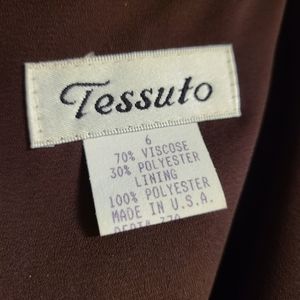 Tessuto
6
70% VISCOSE
30% POLYESTER
LINING
100% POLYESTER
MADE IN U.S.A.